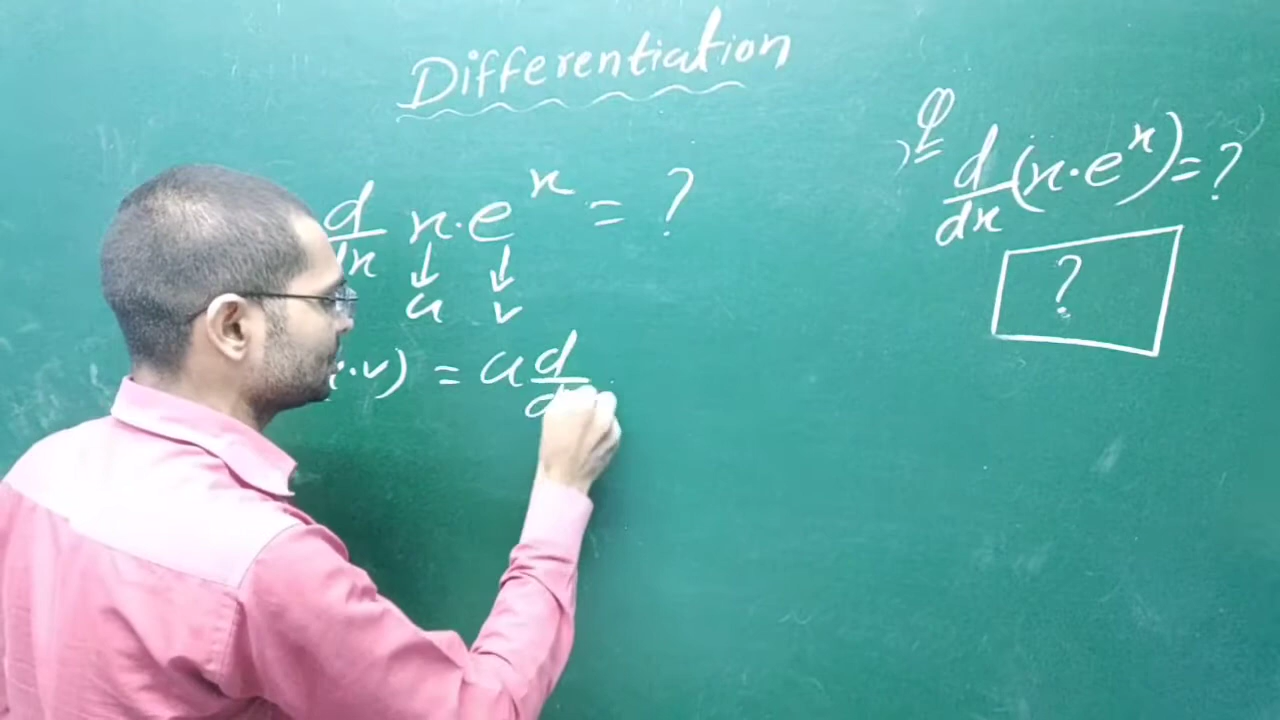 Differentiation
d/dx x·e^x = ?
u v
·v) = u d/d
Q
d/dx (x·e^x) = ?
?